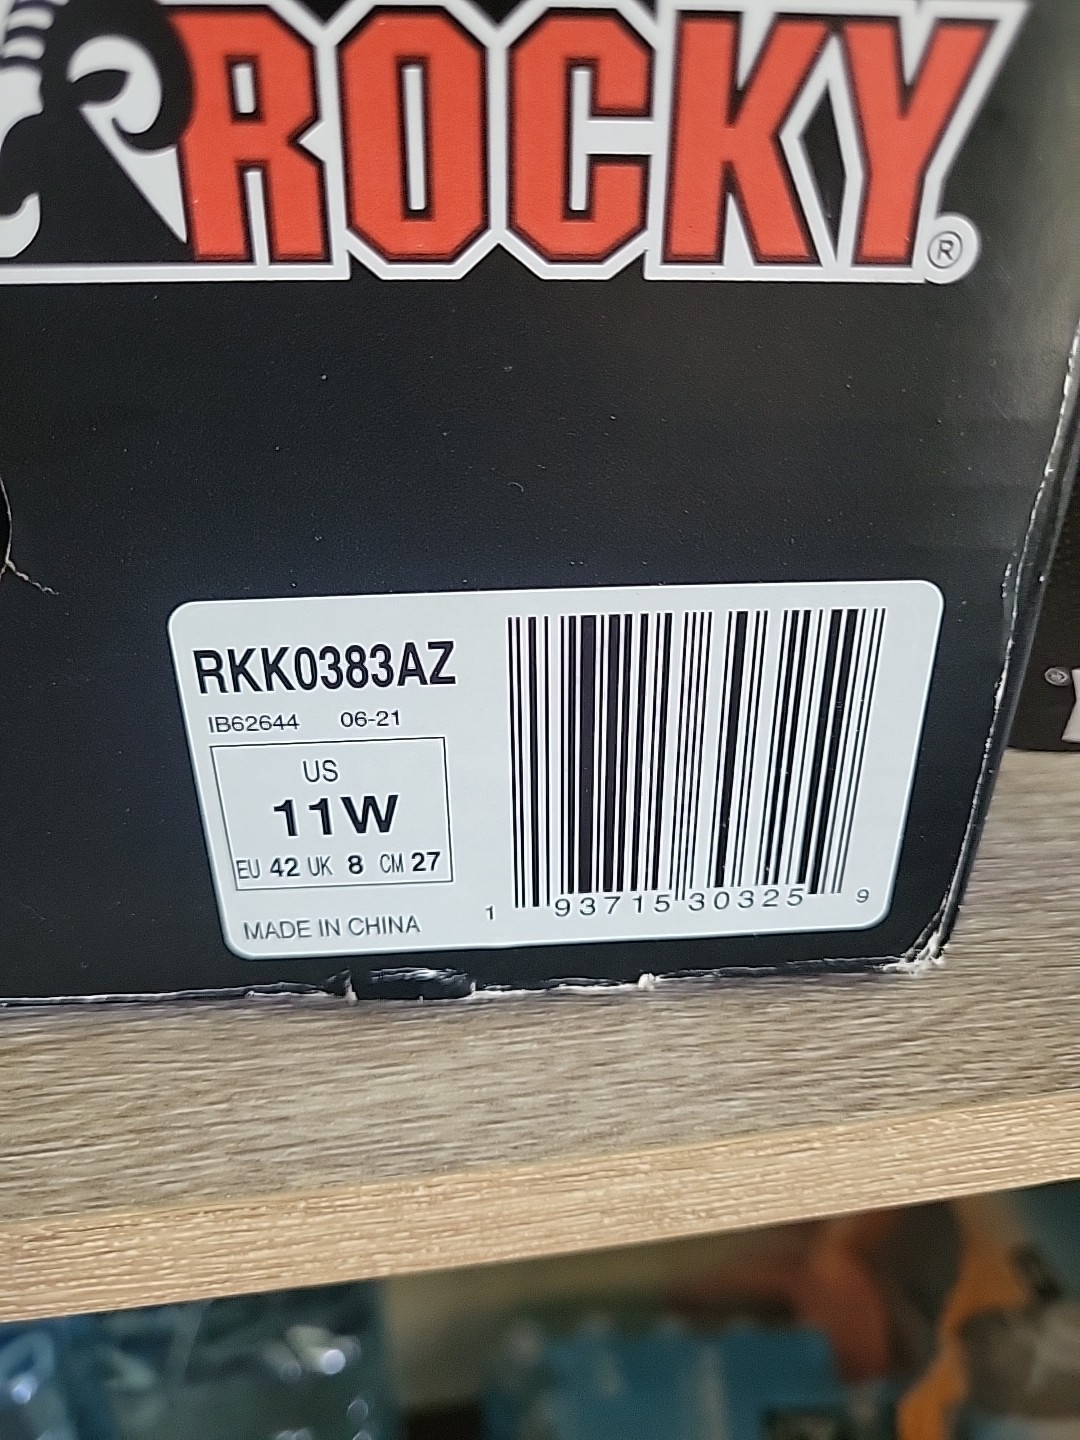 ROCKY®
RKK0383AZ
IB62644 06-21
US
11W
EU 42 UK 8 CM 27
MADE IN CHINA
1 93715 30325 9
®